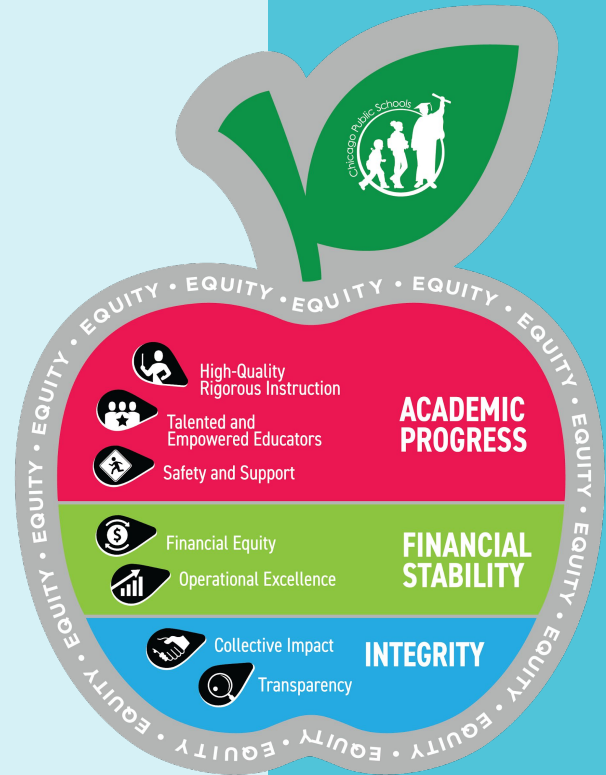 Chicago Public Schools
EQUITY • EQUITY • EQUITY • EQUITY • EQUITY • EQUITY • EQUITY • EQUITY • EQUITY • EQUITY • EQUITY • EQUITY • EQUITY • EQUITY • EQUITY •
High-Quality
Rigorous Instruction
Talented and
Empowered Educators
Safety and Support
ACADEMIC
PROGRESS
$
Financial Equity
Operational Excellence
FINANCIAL
STABILITY
Collective Impact
Transparency
INTEGRITY